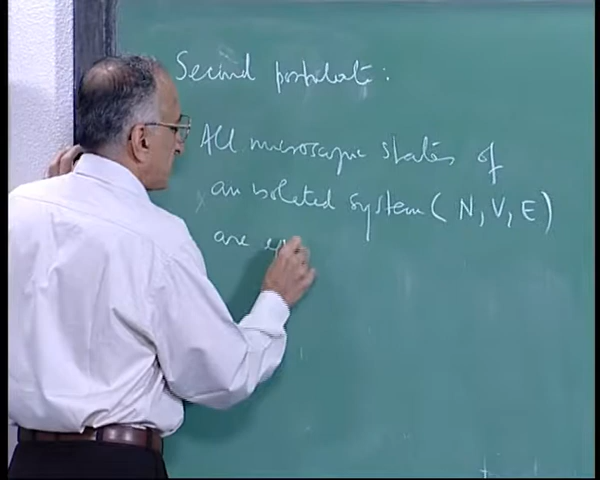 Second postulate :
All microscopic states of
an isolated system (N, V, E)
are